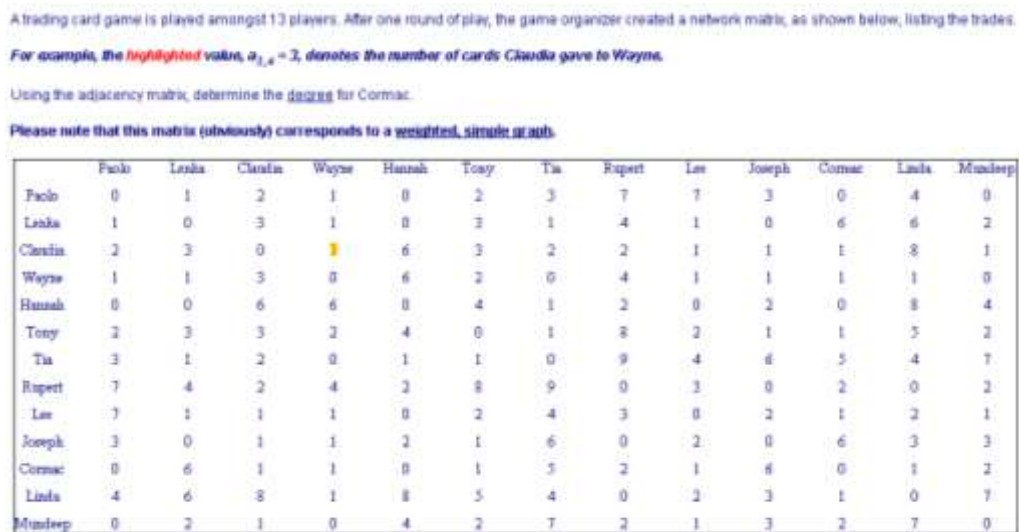 A trading card game is played amongst 13 players. After one round of play, the game organizer created a network matrix, as shown below, listing the trades.
For example, the highlighted value, a3,4 = 3, denotes the number of cards Claudia gave to Wayne.
Using the adjacency matrix, determine the degree for Cormac.
Please note that this matrix (obviously) corresponds to a weighted, simple graph.
Paolo Lenka Claudia Wayne Hannah Tony Tia Rupert Lee Joseph Cormac Linda Mundeep
Paolo 0 1 2 1 0 2 3 7 7 3 0 4 0
Lenka 1 0 3 1 0 3 1 4 1 0 6 6 2
Claudia 2 3 0 3 6 3 2 2 1 1 1 8 1
Wayne 1 1 3 0 6 2 0 4 1 1 1 1 0
Hannah 0 0 6 6 0 4 1 2 0 2 0 8 4
Tony 2 3 3 2 4 0 1 8 2 1 1 5 2
Tia 3 1 2 0 1 1 0 9 4 6 5 4 7
Rupert 7 4 2 4 2 8 9 0 3 0 2 0 2
Lee 7 1 1 1 0 2 4 3 0 2 1 2 1
Joseph 3 0 1 1 2 1 6 0 2 0 6 3 3
Cormac 0 6 1 1 0 1 5 2 1 6 0 1 2
Linda 4 6 8 1 8 5 4 0 2 3 1 0 7
Mundeep 0 2 1 0 4 2 7 2 1 3 2 7 0